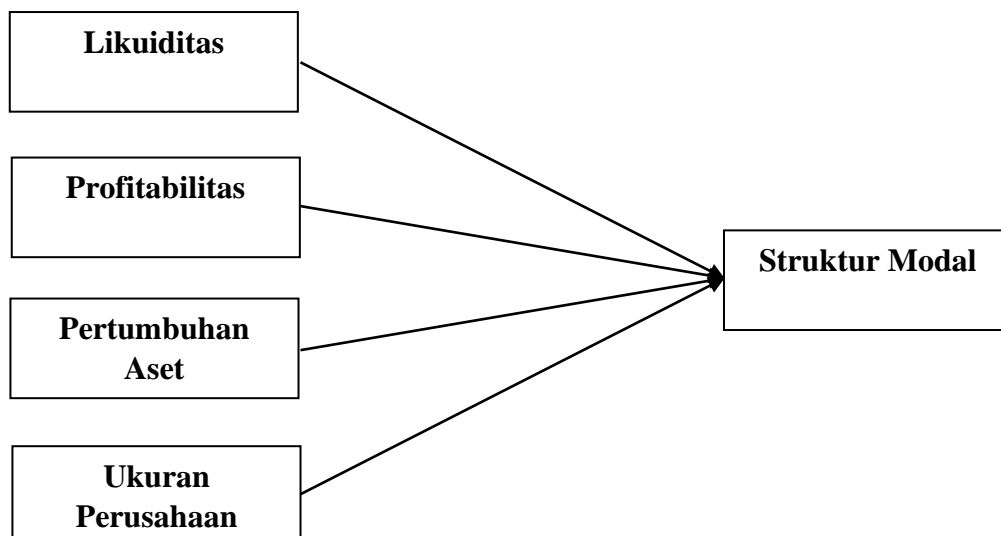 Likuiditas
Profitabilitas
Pertumbuhan
Aset
Ukuran
Perusahaan
Struktur Modal